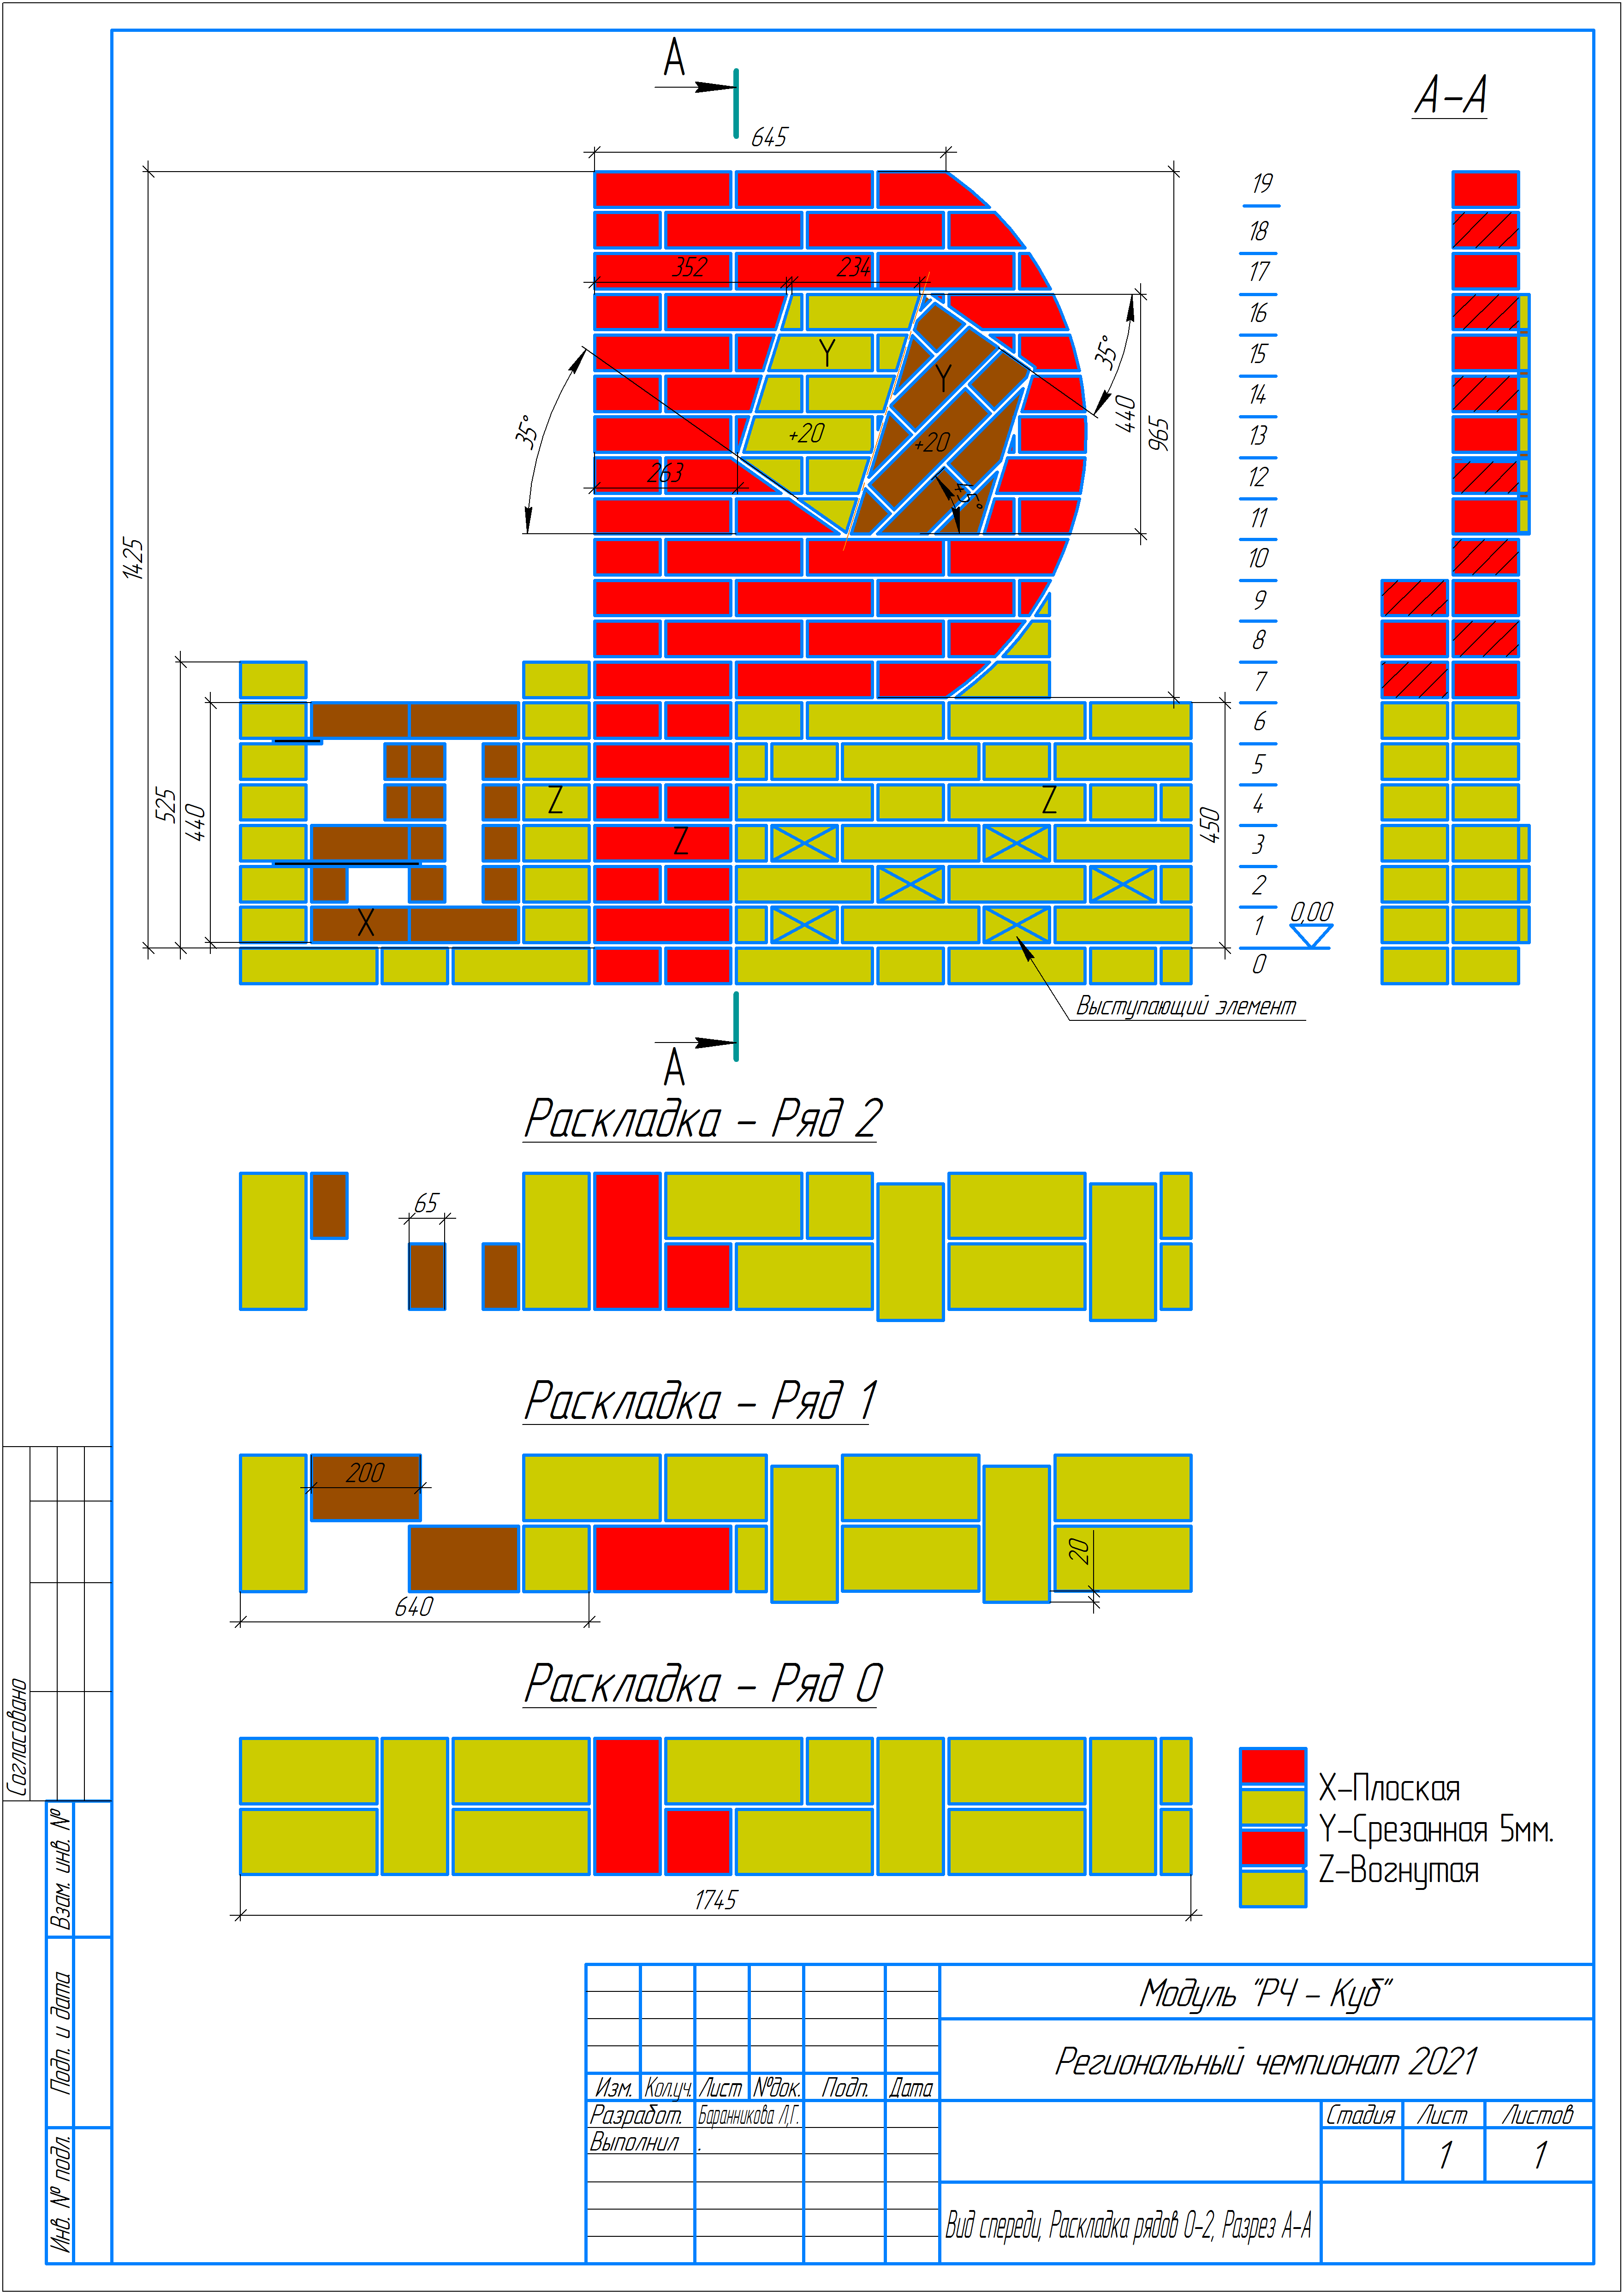 А
А-А
645
19
18
17
352
234
16
Y
15
35°
Y
14
440
965
35°
+20
+20
13
263
12
45°
11
1425
10
9
8
7
6
5
525
440
Z
Z
4
450
Z
3
2
X
0,00
1
0
Выступающий элемент
А
Раскладка - Ряд 2
65
Раскладка - Ряд 1
200
20
640
Раскладка - Ряд 0
1745
X-Плоская
Y-Срезанная 5мм.
Z-Вогнутая
Согласовано
Взам. инв. №
Подп. и дата
Инв. № подл.
Модуль "РЧ - Куб"
Региональный чемпионат 2021
Изм. Кол.уч. Лист №док. Подп. Дата
Разработ. Баранникова Л,Г.
Стадия Лист Листов
Выполнил .
1 1
Вид спереди, Раскладка рядов 0-2, Разрез А-А